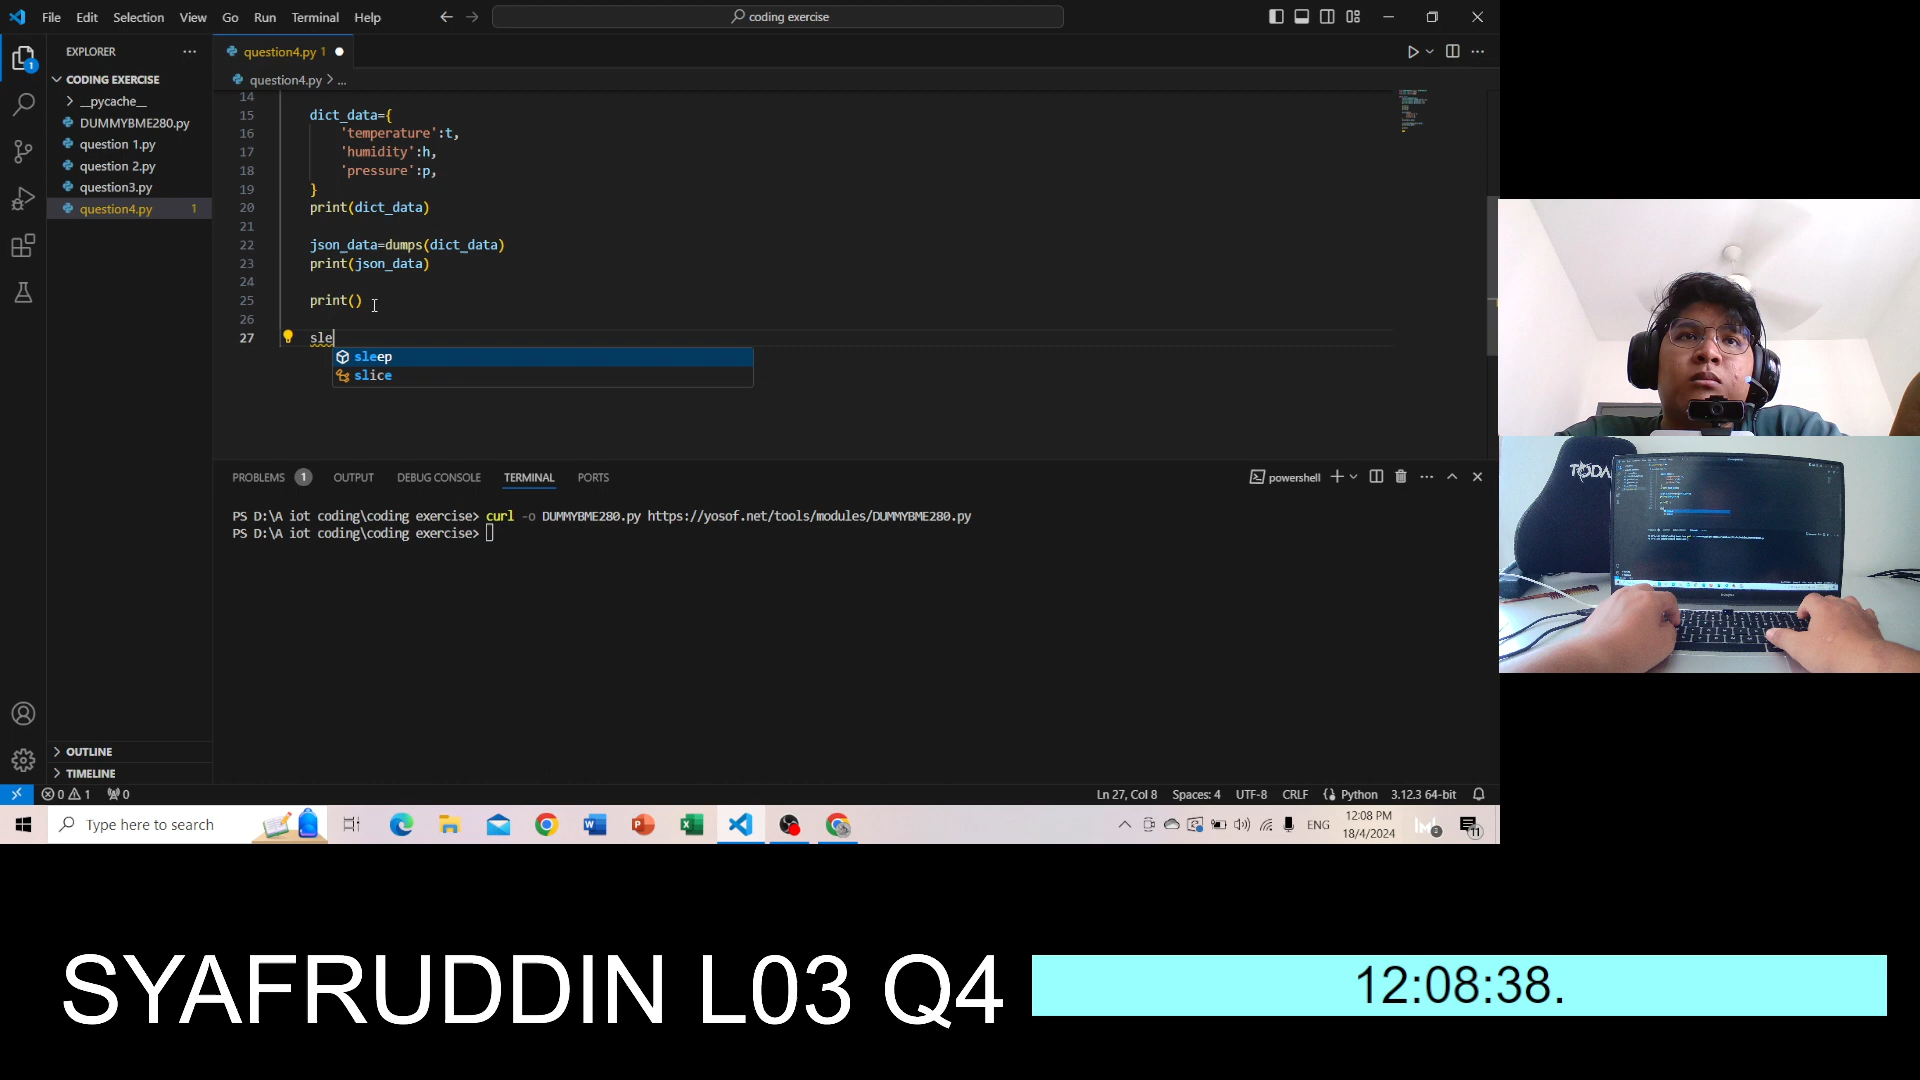 File Edit Selection View Go Run Terminal Help
coding exercise
EXPLORER
question4.py 1
CODING EXERCISE
question4.py > ...
__pycache__
DUMMYBME280.py
question 1.py
question 2.py
question3.py
question4.py 1
14
15 dict_data={
16 'temperature':t,
17 'humidity':h,
18 'pressure':p,
19 }
20 print(dict_data)
21
22 json_data=dumps(dict_data)
23 print(json_data)
24
25 print()
26
27 sle
sleep
slice
PROBLEMS 1 OUTPUT DEBUG CONSOLE TERMINAL PORTS
powershell
PS D:\A iot coding\coding exercise> curl -o DUMMYBME280.py https://yosof.net/tools/modules/DUMMYBME280.py
PS D:\A iot coding\coding exercise>
OUTLINE
TIMELINE
0 1 0
Ln 27, Col 8 Spaces: 4 UTF-8 CRLF Python 3.12.3 64-bit
Type here to search
ENG
12:08 PM
18/4/2024
11
SYAFRUDDIN L03 Q4
12:08:38.